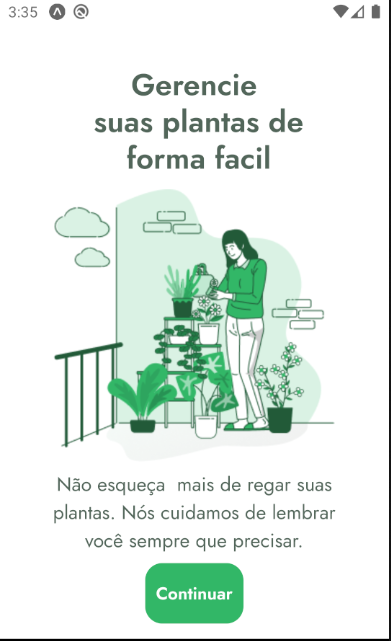 3:35
Gerencie
suas plantas de
forma facil
Não esqueça  mais de regar suas
plantas. Nós cuidamos de lembrar
você sempre que precisar.
Continuar